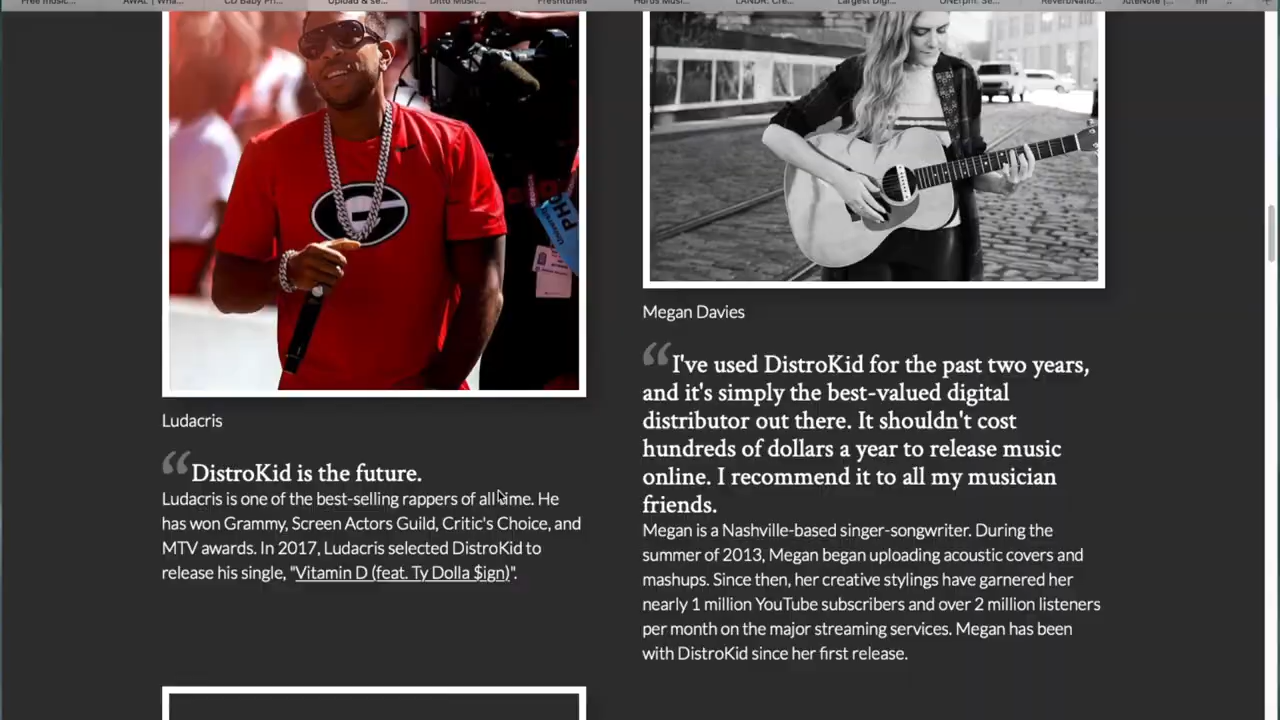 Free music...
AWAL | Wha...
CD Baby Pri...
Upload & se...
Ditto Music...
Freshtunes
Horus Musi...
LANDR: Cre...
Largest Digi...
ONErpm: Se...
ReverbNatio...
RouteNote |...
Ludacris
“DistroKid is the future.
Ludacris is one of the best-selling rappers of all time. He
has won Grammy, Screen Actors Guild, Critic's Choice, and
MTV awards. In 2017, Ludacris selected DistroKid to
release his single, "Vitamin D (feat. Ty Dolla $ign)".
Megan Davies
“I've used DistroKid for the past two years,
and it's simply the best-valued digital
distributor out there. It shouldn't cost
hundreds of dollars a year to release music
online. I recommend it to all my musician
friends.
Megan is a Nashville-based singer-songwriter. During the
summer of 2013, Megan began uploading acoustic covers and
mashups. Since then, her creative stylings have garnered her
nearly 1 million YouTube subscribers and over 2 million listeners
per month on the major streaming services. Megan has been
with DistroKid since her first release.